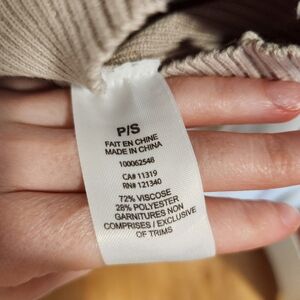 P/S
FAIT EN CHINE
MADE IN CHINA
100062548
CA# 11319
RN# 121340
72% VISCOSE
28% POLYESTER
GARNITURES NON
COMPRISES / EXCLUSIVE
OF TRIMS